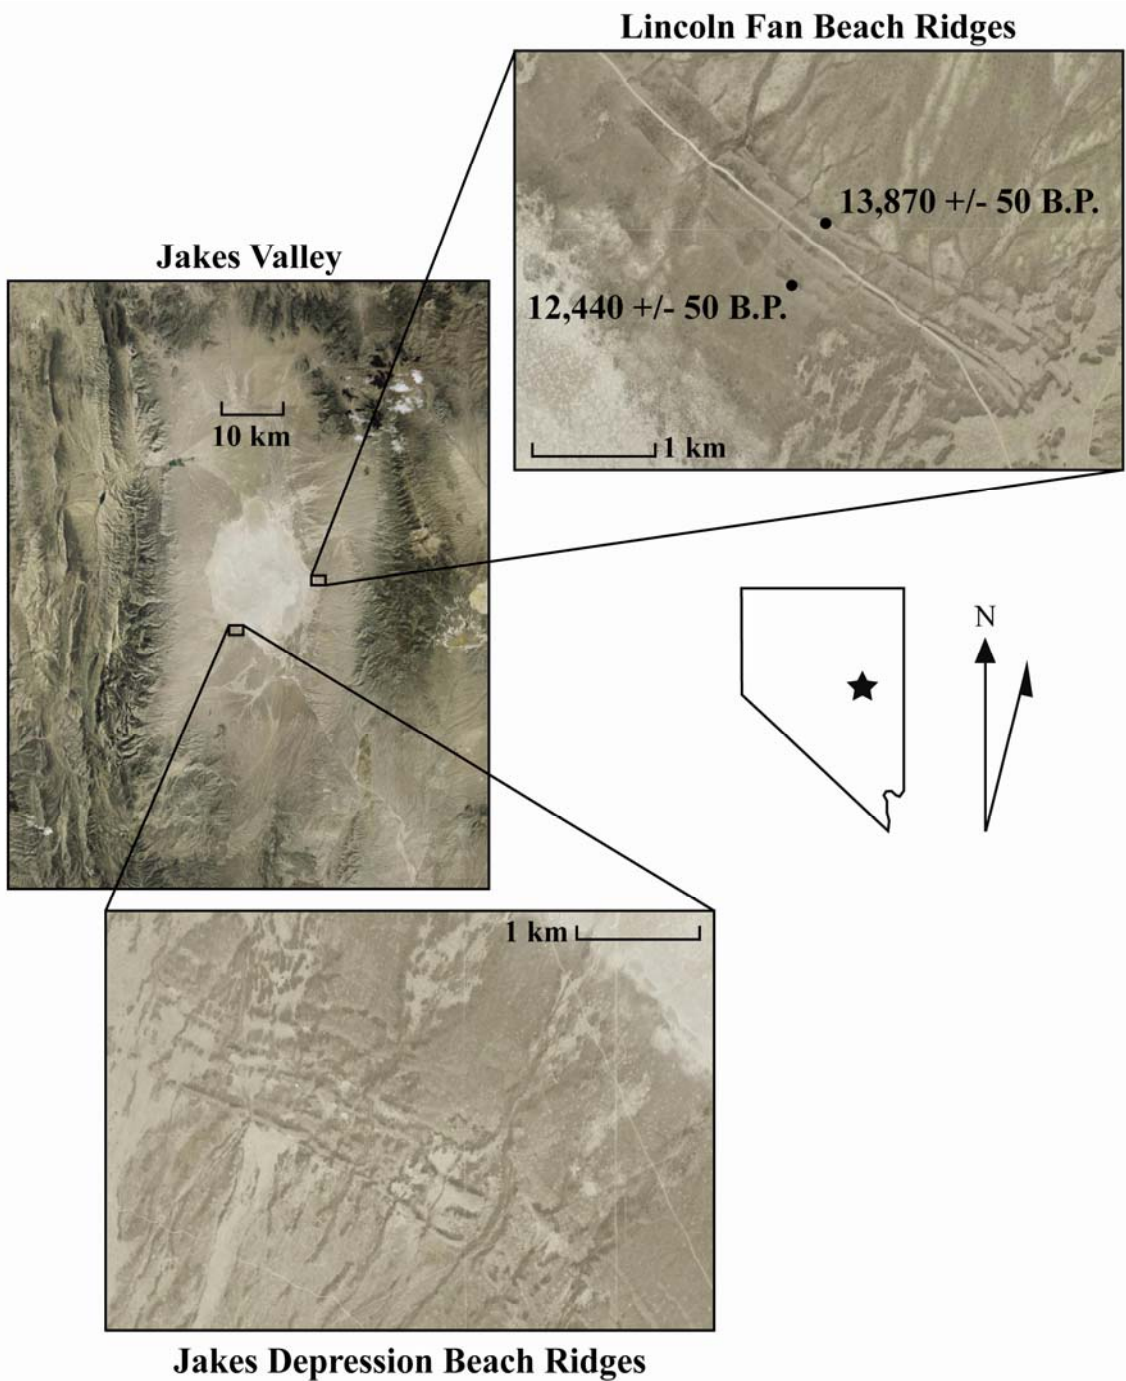 Lincoln Fan Beach Ridges
13,870 +/- 50 B.P.
12,440 +/- 50 B.P.
1 km
Jakes Valley
10 km
N
1 km
Jakes Depression Beach Ridges